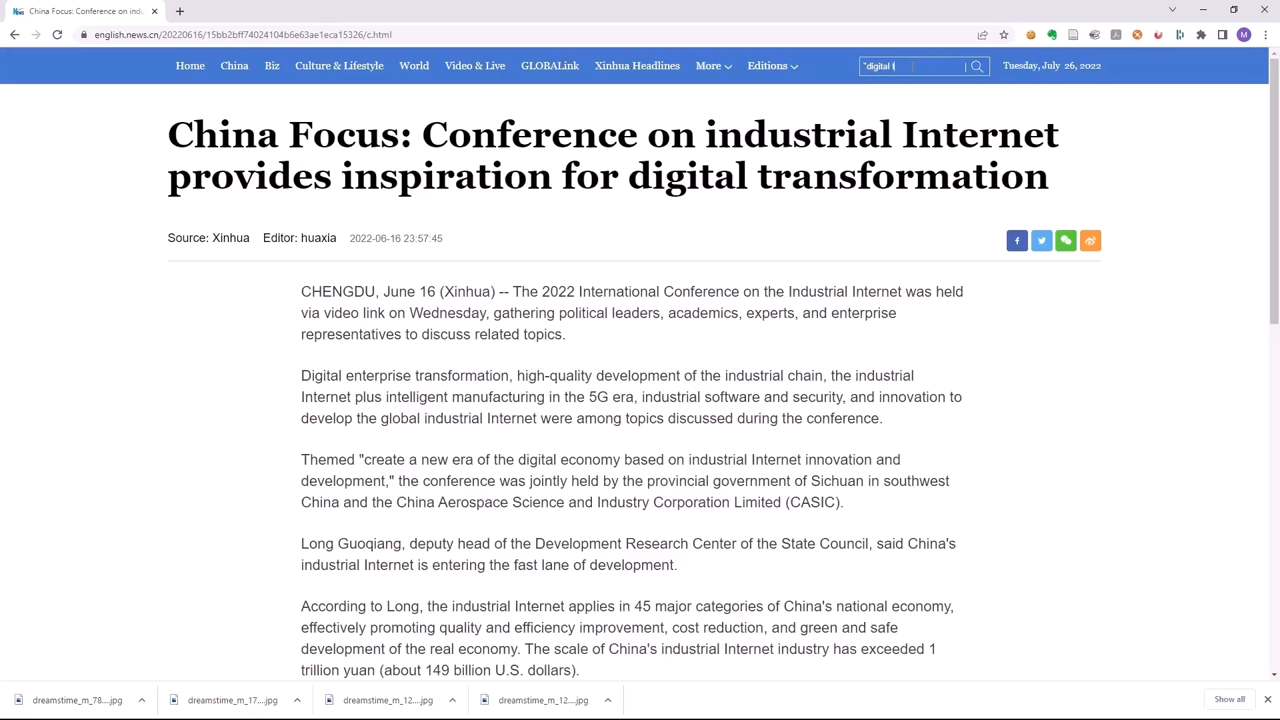 China Focus: Conference on indu
english.news.cn/20220616/15bb2bff74024104b6e63ae1eca15326/c.html
M
Home China Biz Culture & Lifestyle World Video & Live GLOBALink Xinhua Headlines More Editions "digital t Tuesday, July 26, 2022
China Focus: Conference on industrial Internet
provides inspiration for digital transformation
Source: Xinhua Editor: huaxia 2022-06-16 23:57:45
CHENGDU, June 16 (Xinhua) -- The 2022 International Conference on the Industrial Internet was held
via video link on Wednesday, gathering political leaders, academics, experts, and enterprise
representatives to discuss related topics.
Digital enterprise transformation, high-quality development of the industrial chain, the industrial
Internet plus intelligent manufacturing in the 5G era, industrial software and security, and innovation to
develop the global industrial Internet were among topics discussed during the conference.
Themed "create a new era of the digital economy based on industrial Internet innovation and
development," the conference was jointly held by the provincial government of Sichuan in southwest
China and the China Aerospace Science and Industry Corporation Limited (CASIC).
Long Guoqiang, deputy head of the Development Research Center of the State Council, said China's
industrial Internet is entering the fast lane of development.
According to Long, the industrial Internet applies in 45 major categories of China's national economy,
effectively promoting quality and efficiency improvement, cost reduction, and green and safe
development of the real economy. The scale of China's industrial Internet industry has exceeded 1
trillion yuan (about 149 billion U.S. dollars).
dreamstime_m_78....jpg dreamstime_m_17....jpg dreamstime_m_12....jpg dreamstime_m_12....jpg Show all